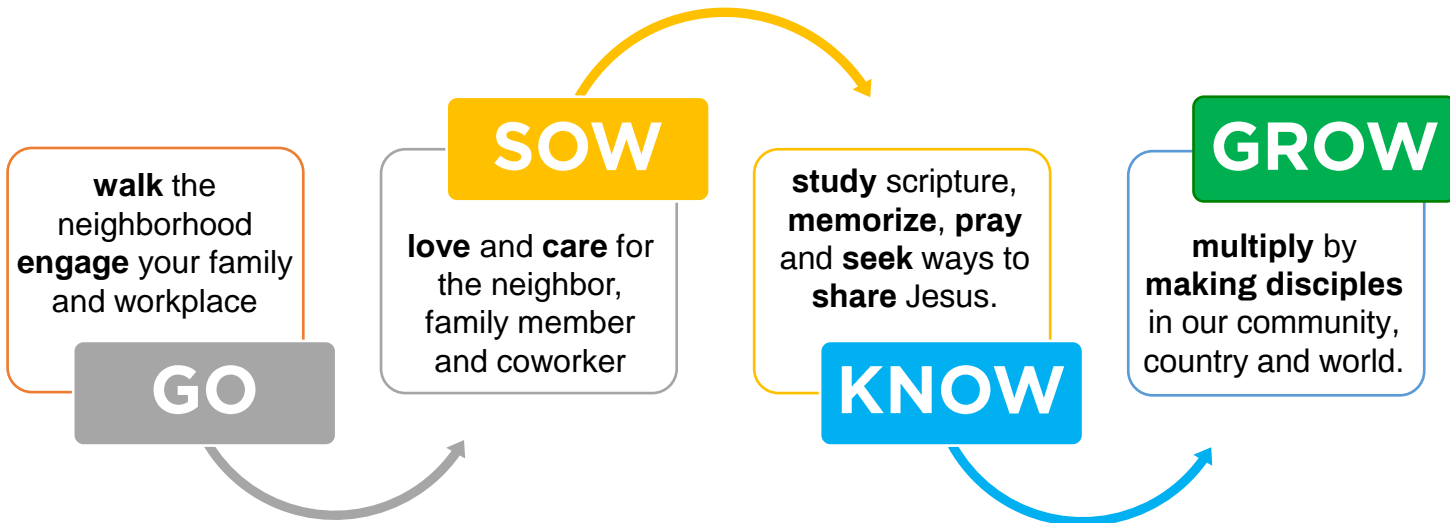 walk the
neighborhood
engage your family
and workplace
GO
SOW
love and care for
the neighbor,
family member
and coworker
study scripture,
memorize, pray
and seek ways to
share Jesus.
KNOW
GROW
multiply by
making disciples
in our community,
country and world.